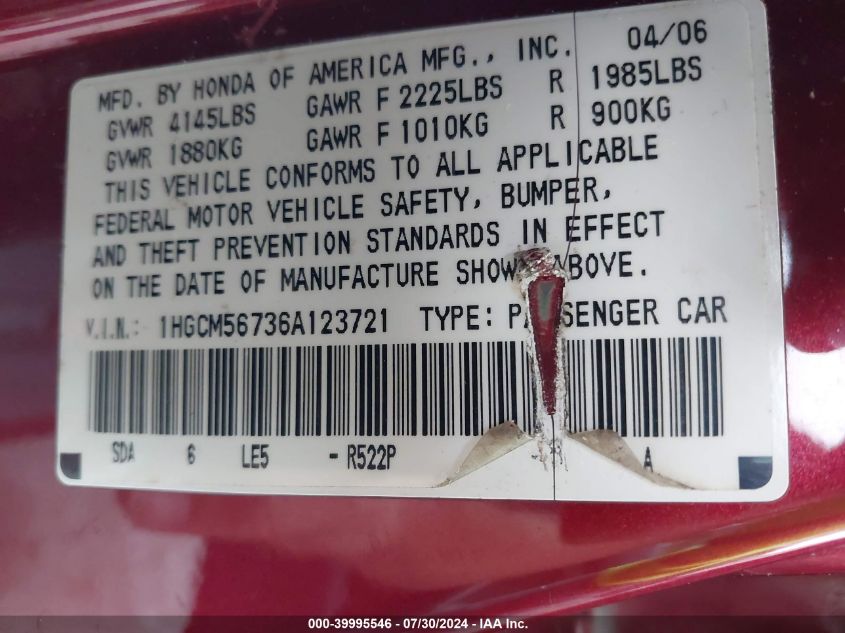 MFD. BY HONDA OF AMERICA MFG., INC. 04/06
GVWR 4145LBS GAWR F 2225LBS R 1985LBS
GVWR 1880KG GAWR F 1010KG R 900KG
THIS VEHICLE CONFORMS TO ALL APPLICABLE
FEDERAL MOTOR VEHICLE SAFETY, BUMPER,
AND THEFT PREVENTION STANDARDS IN EFFECT
ON THE DATE OF MANUFACTURE SHOWN ABOVE.
V.I.N.: 1HGCM56736A123721 TYPE: PASSENGER CAR
SDA 6 LE5 - R522P - A
000-39995546 / 07/30/2024 - IAA Inc.